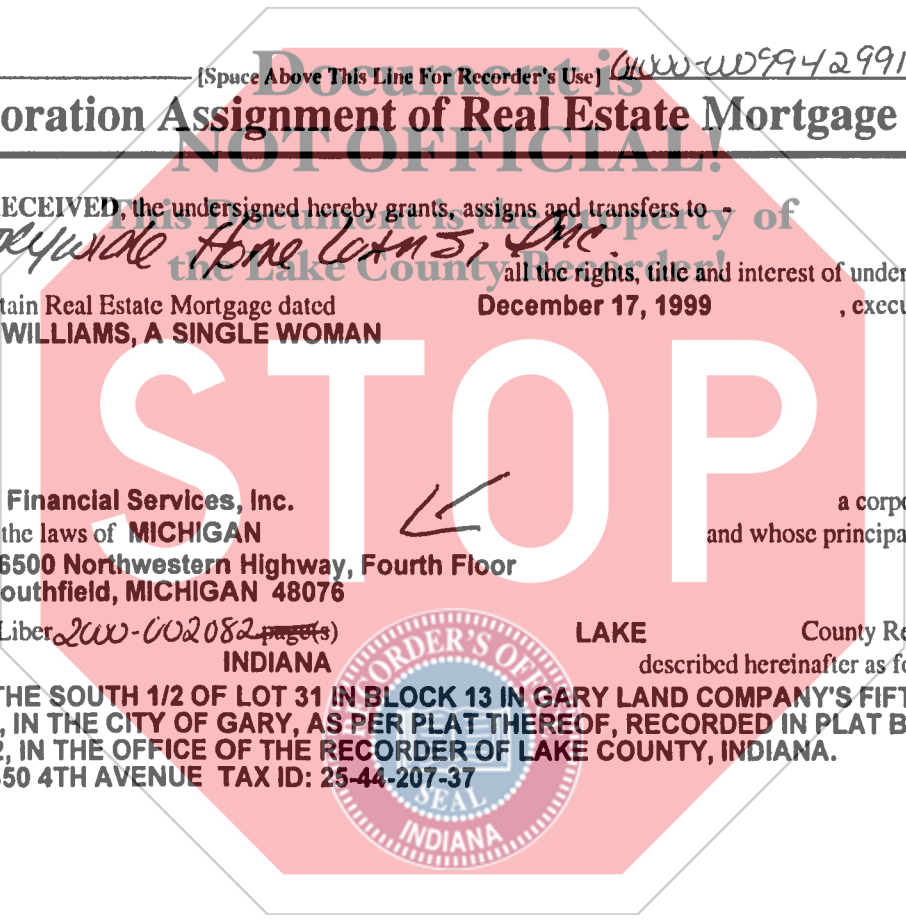 Document is
NOT OFFICIAL!
This Document is the property of
the Lake County Recorder!
STOP
[Space Above This Line For Recorder's Use]
oration Assignment of Real Estate Mortgage
ECEIVED, the undersigned hereby grants, assigns and transfers to -
Home Loans, Inc
all the rights, title and interest of under
tain Real Estate Mortgage dated December 17, 1999 , execu
WILLIAMS, A SINGLE WOMAN
Financial Services, Inc. a corpo
the laws of MICHIGAN and whose principa
6500 Northwestern Highway, Fourth Floor
outhfield, MICHIGAN 48076
Liber 2000-002082 page(s) LAKE County Re
INDIANA described hereinafter as fo
THE SOUTH 1/2 OF LOT 31 IN BLOCK 13 IN GARY LAND COMPANY'S FIFT
, IN THE CITY OF GARY, AS PER PLAT THEREOF, RECORDED IN PLAT B
2, IN THE OFFICE OF THE RECORDER OF LAKE COUNTY, INDIANA.
50 4TH AVENUE TAX ID: 25-44-207-37
RECORDER'S OF
SEAL
INDIANA